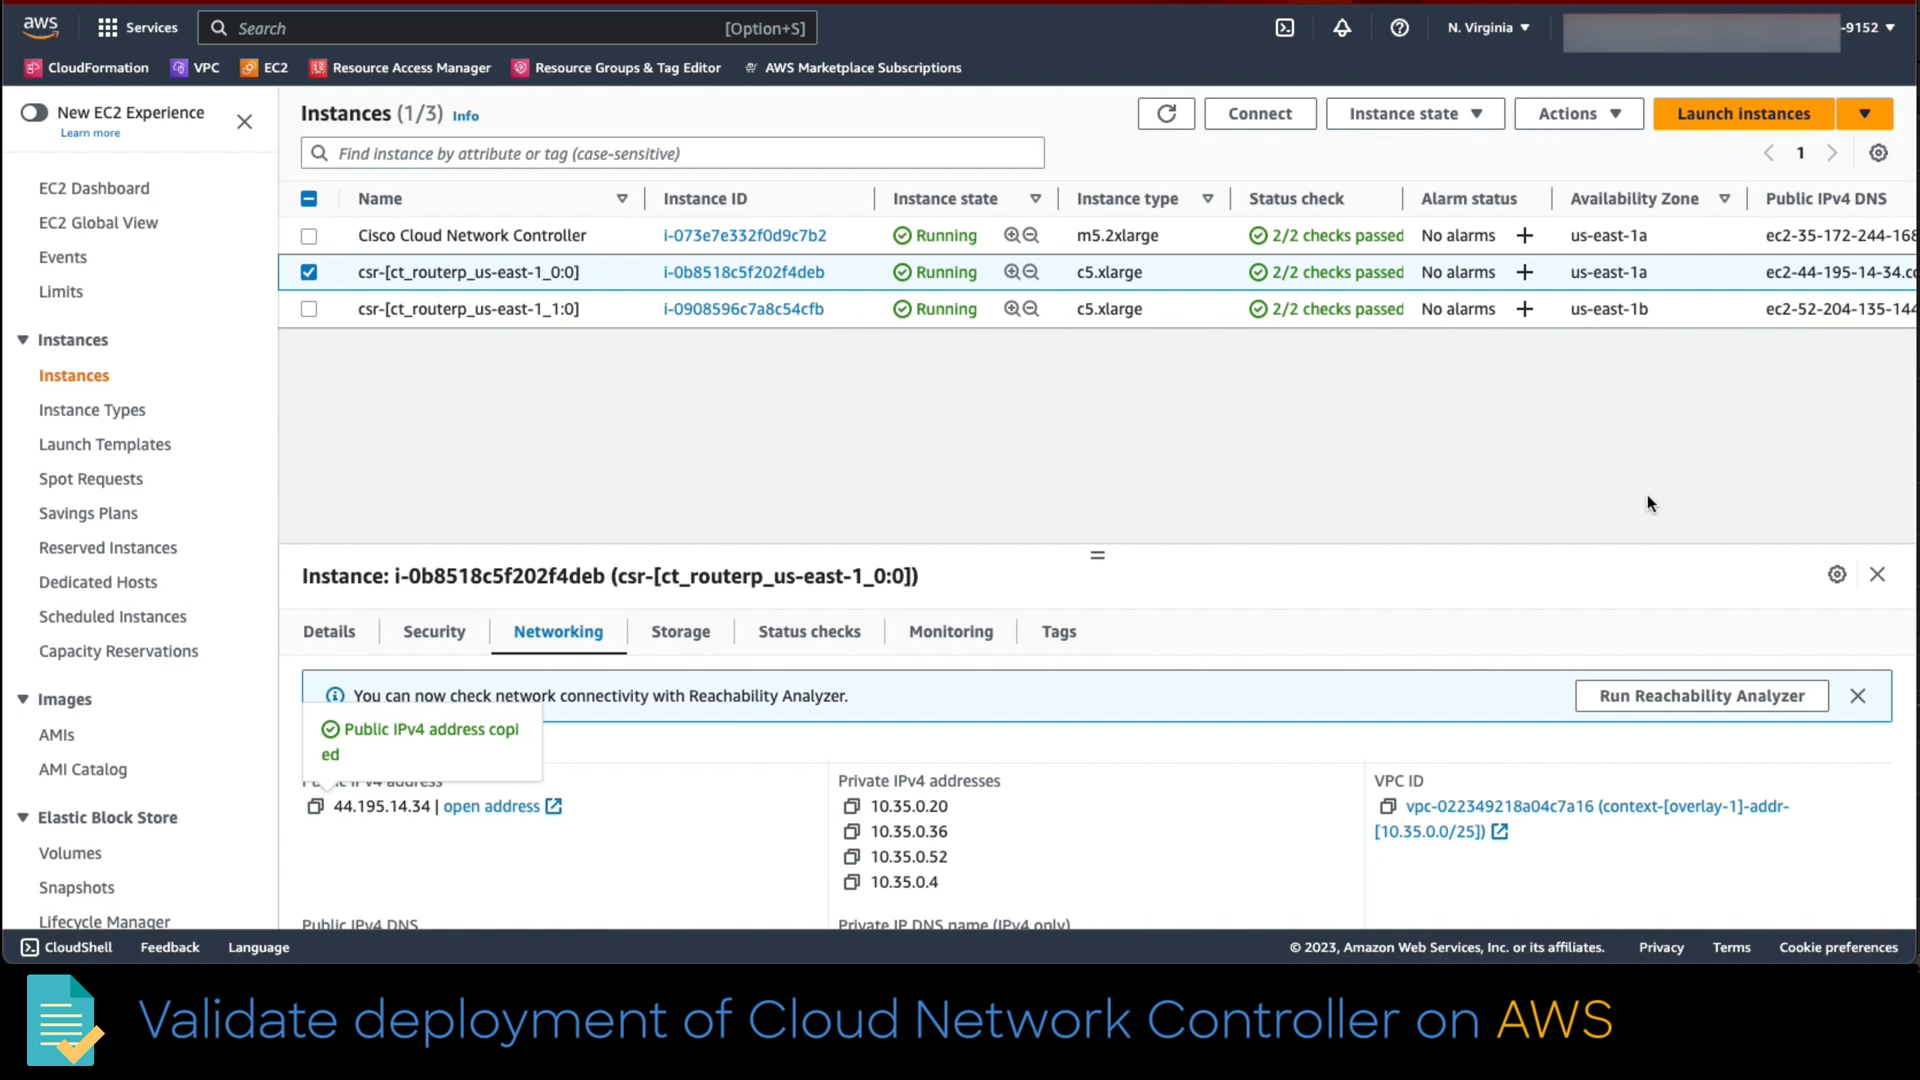 aws Services Search [Option+S] N. Virginia ▼ -9152 ▼
CloudFormation VPC EC2 Resource Access Manager Resource Groups & Tag Editor AWS Marketplace Subscriptions
New EC2 Experience
Learn more
EC2 Dashboard
EC2 Global View
Events
Limits
Instances
Instances
Instance Types
Launch Templates
Spot Requests
Savings Plans
Reserved Instances
Dedicated Hosts
Scheduled Instances
Capacity Reservations
Images
AMIs
AMI Catalog
Elastic Block Store
Volumes
Snapshots
Lifecycle Manager
Instances (1/3) Info Connect Instance state ▼ Actions ▼ Launch instances ▼
Find instance by attribute or tag (case-sensitive) 1
Name Instance ID Instance state Instance type Status check Alarm status Availability Zone Public IPv4 DNS
Cisco Cloud Network Controller i-073e7e332f0d9c7b2 Running m5.2xlarge 2/2 checks passed No alarms + us-east-1a ec2-35-172-244-168
csr-[ct_routerp_us-east-1_0:0] i-0b8518c5f202f4deb Running c5.xlarge 2/2 checks passed No alarms + us-east-1a ec2-44-195-14-34.co
csr-[ct_routerp_us-east-1_1:0] i-0908596c7a8c54cfb Running c5.xlarge 2/2 checks passed No alarms + us-east-1b ec2-52-204-135-144
Instance: i-0b8518c5f202f4deb (csr-[ct_routerp_us-east-1_0:0])
Details Security Networking Storage Status checks Monitoring Tags
You can now check network connectivity with Reachability Analyzer. Run Reachability Analyzer
Public IPv4 address copi
ed
Public IPv4 address Private IPv4 addresses VPC ID
44.195.14.34 | open address 10.35.0.20 vpc-022349218a04c7a16 (context-[overlay-1]-addr-
10.35.0.36 [10.35.0.0/25])
10.35.0.52
10.35.0.4
Public IPv4 DNS Private IP DNS name (IPv4 only)
CloudShell Feedback Language © 2023, Amazon Web Services, Inc. or its affiliates. Privacy Terms Cookie preferences
Validate deployment of Cloud Network Controller on AWS